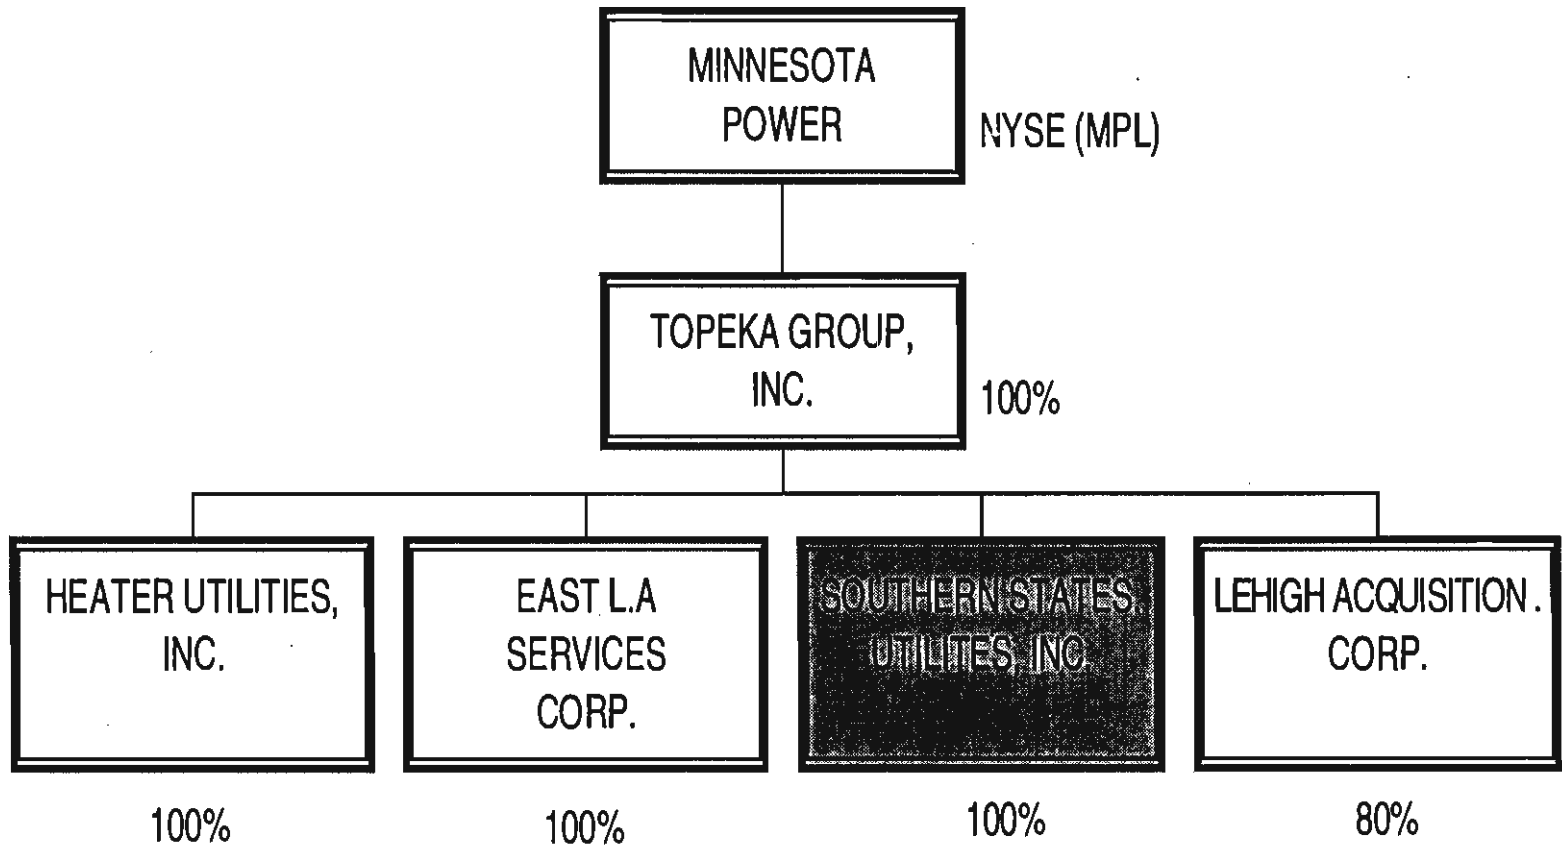 MINNESOTA
POWER
NYSE (MPL)
TOPEKA GROUP,
INC.
100%
HEATER UTILITIES,
INC.
100%
EAST L.A
SERVICES
CORP.
100%
SOUTHERN STATES
UTILITES, INC
100%
LEHIGH ACQUISITION .
CORP.
80%